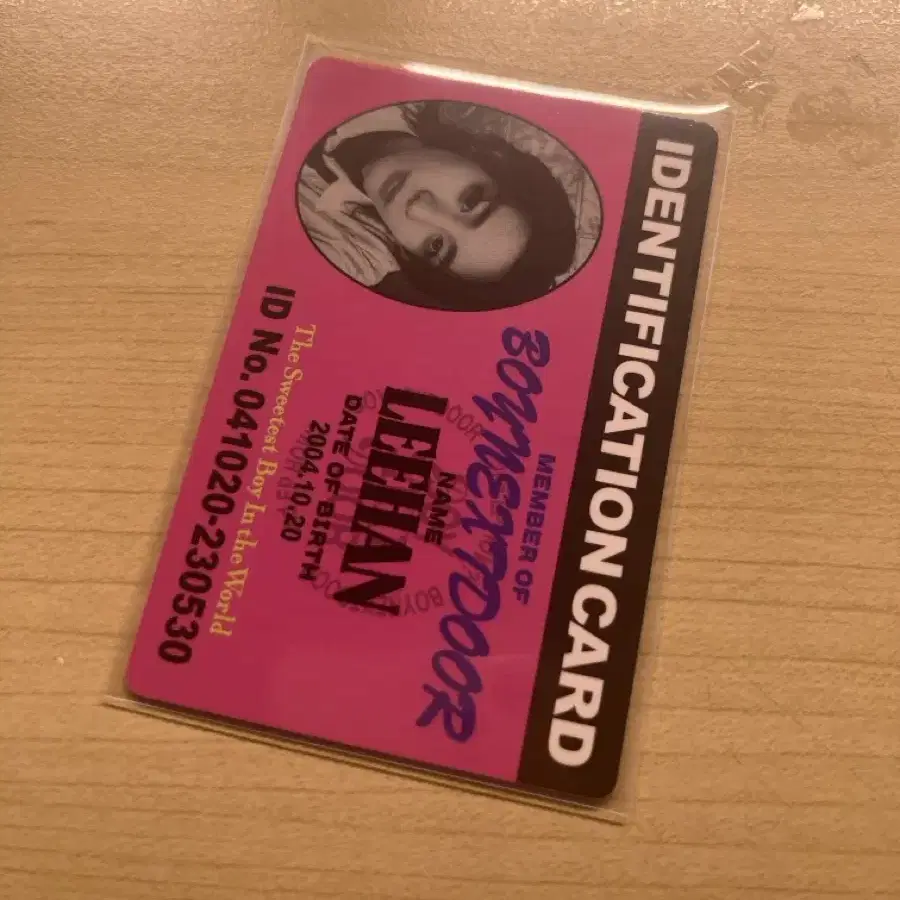 IDENTIFICATION CARD
MEMBER OF
BOYNEXTDOOR
NAME
LEEHAN
DATE OF BIRTH
2004.10.20
The Sweetest Boy In the World
ID No. 041020-230530